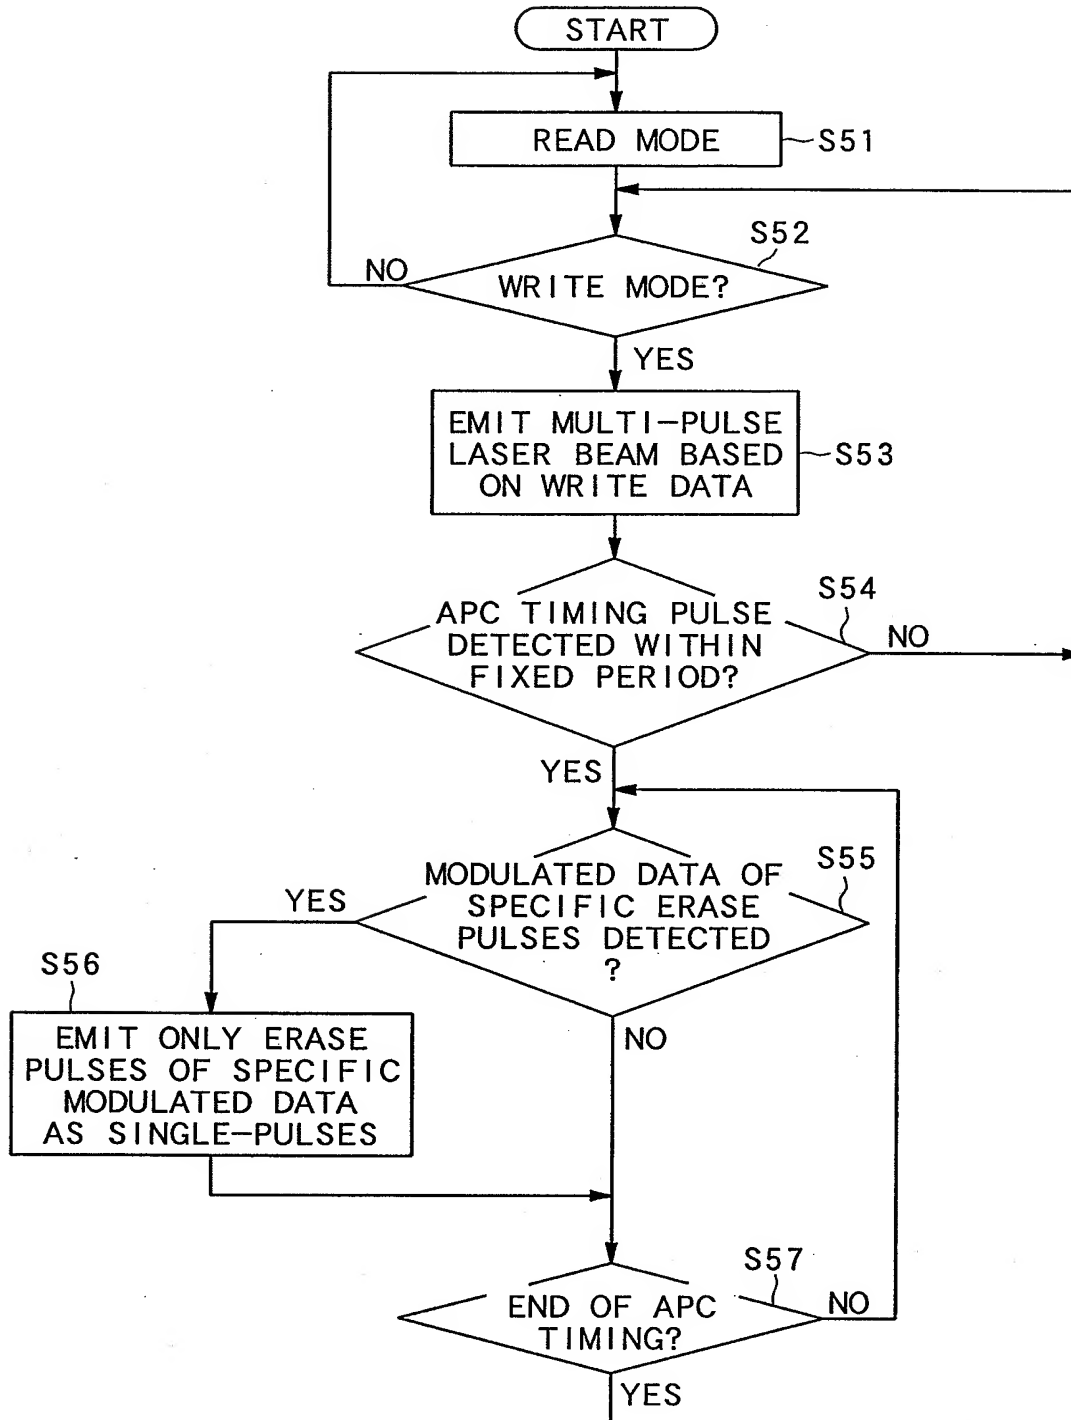 START
READ MODE
S51
S52
NO
WRITE MODE?
YES
EMIT MULTI-PULSE
LASER BEAM BASED
ON WRITE DATA
S53
S54
APC TIMING PULSE
DETECTED WITHIN
FIXED PERIOD?
NO
YES
S55
MODULATED DATA OF
SPECIFIC ERASE
PULSES DETECTED
?
YES
NO
S56
EMIT ONLY ERASE
PULSES OF SPECIFIC
MODULATED DATA
AS SINGLE-PULSES
S57
END OF APC
TIMING?
NO
YES